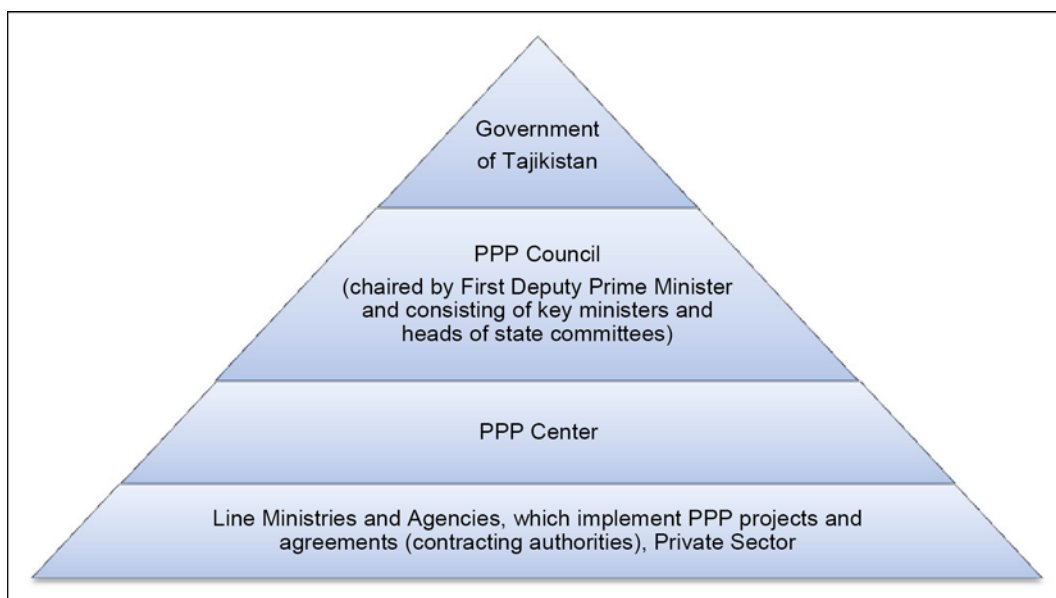 Government
of Tajikistan
PPP Council
(chaired by First Deputy Prime Minister
and consisting of key ministers and
heads of state committees)
PPP Center
Line Ministries and Agencies, which implement PPP projects and
agreements (contracting authorities), Private Sector